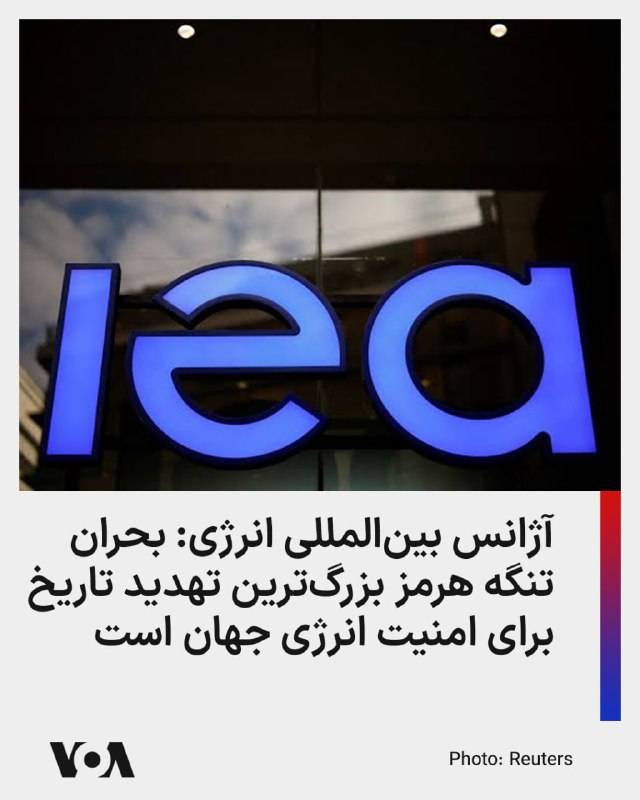 iea
آژانس بین‌المللی انرژی: بحران
تنگه هرمز بزرگ‌ترین تهدید تاریخ
برای امنیت انرژی جهان است
VOA
Photo: Reuters